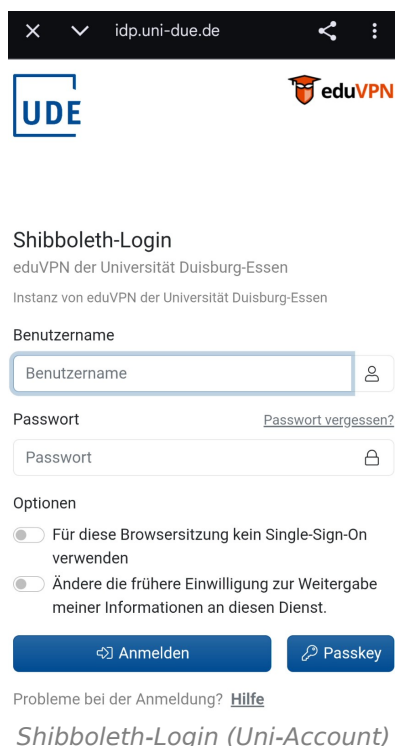 idp.uni-due.de
UDE
eduVPN
Shibboleth-Login
eduVPN der Universität Duisburg-Essen
Instanz von eduVPN der Universität Duisburg-Essen
Benutzername
Benutzername
Passwort Passwort vergessen?
Passwort
Optionen
Für diese Browsersitzung kein Single-Sign-On
verwenden
Ändere die frühere Einwilligung zur Weitergabe
meiner Informationen an diesen Dienst.
Anmelden Passkey
Probleme bei der Anmeldung? Hilfe
Shibboleth-Login (Uni-Account)